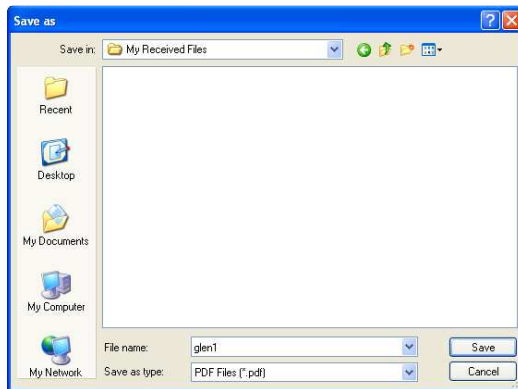 Save as
Save in: My Received Files
Recent
Desktop
My Documents
My Computer
My Network
File name: glen1 Save
Save as type: PDF Files (*.pdf) Cancel